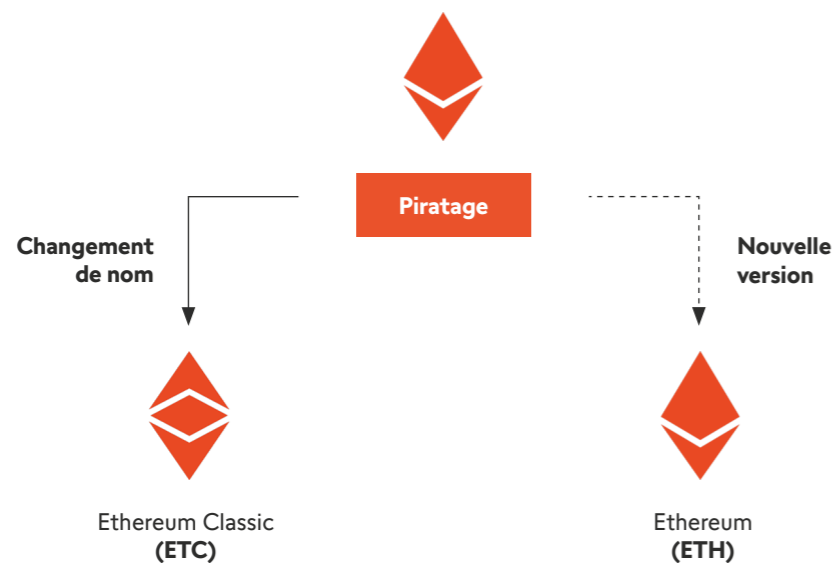 Piratage
Changement
de nom
Nouvelle
version
Ethereum Classic
(ETC)
Ethereum
(ETH)